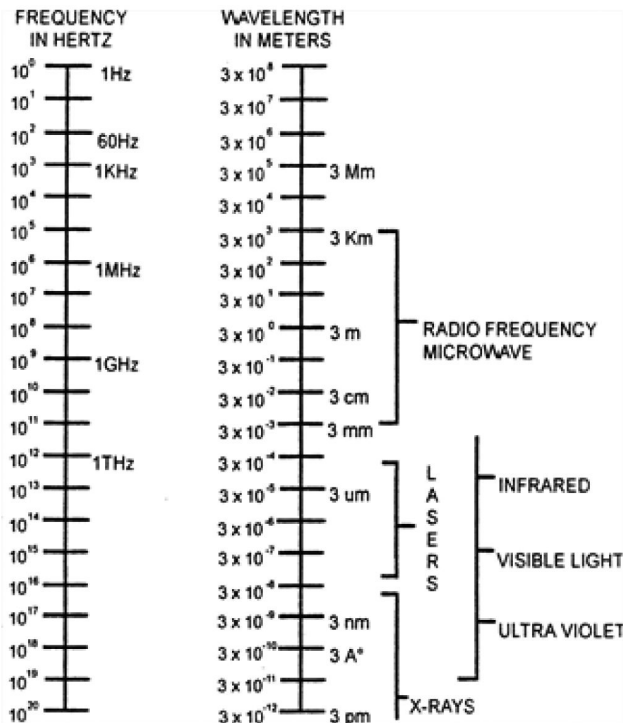 FREQUENCY
IN HERTZ
WAVELENGTH
IN METERS
10⁰ 1Hz 3 x 10⁸
10¹ 3 x 10⁷
10² 60Hz 3 x 10⁶
10³ 1KHz 3 x 10⁵ 3 Mm
10⁴ 3 x 10⁴
10⁵ 3 x 10³ 3 Km
10⁶ 1MHz 3 x 10²
10⁷ 3 x 10¹
10⁸ 3 x 10⁰ 3 m
RADIO FREQUENCY
MICROWAVE
10⁹ 1GHz 3 x 10⁻¹
10¹⁰ 3 x 10⁻² 3 cm
10¹¹ 3 x 10⁻³ 3 mm
10¹² 1THz 3 x 10⁻⁴
10¹³ 3 x 10⁻⁵ 3 um
10¹⁴ 3 x 10⁻⁶
10¹⁵ 3 x 10⁻⁷
10¹⁶ 3 x 10⁻⁸
10¹⁷ 3 x 10⁻⁹ 3 nm
10¹⁸ 3 x 10⁻¹⁰ 3 A°
10¹⁹ 3 x 10⁻¹¹
10²⁰ 3 x 10⁻¹² 3 pm
LASERS
INFRARED
VISIBLE LIGHT
ULTRA VIOLET
X-RAYS